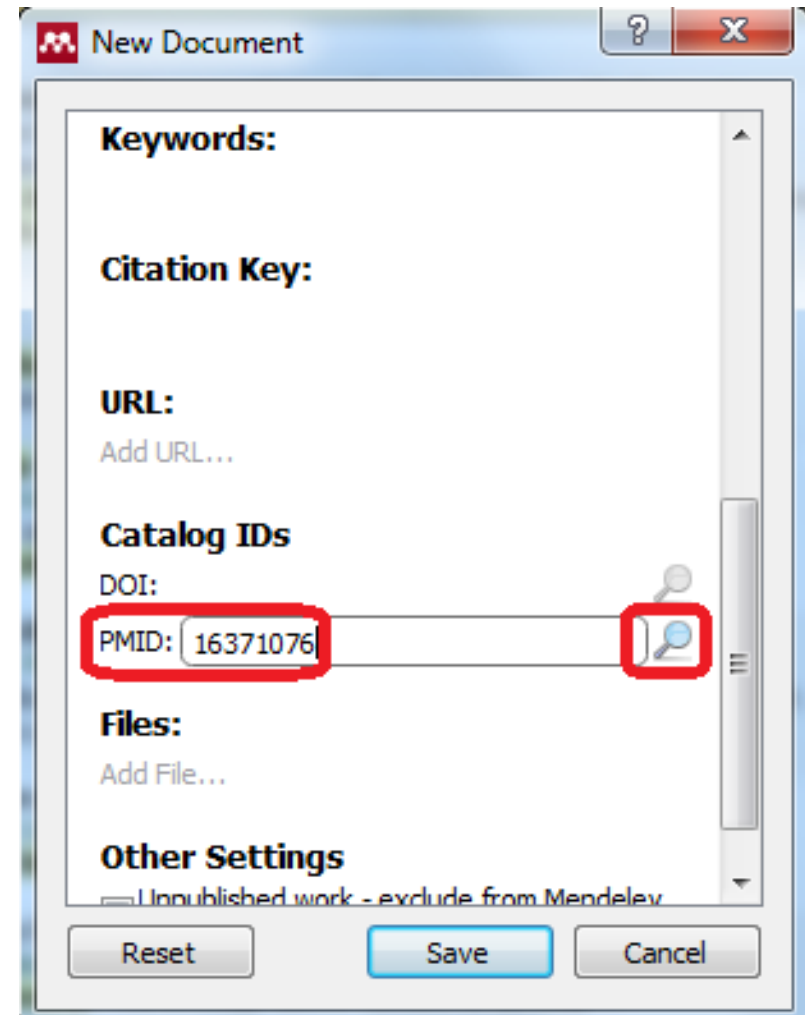 New Document
Keywords:
Citation Key:
URL:
Add URL...
Catalog IDs
DOI:
PMID: 16371076
Files:
Add File...
Other Settings
Unpublished work - exclude from Mendeley
Reset Save Cancel